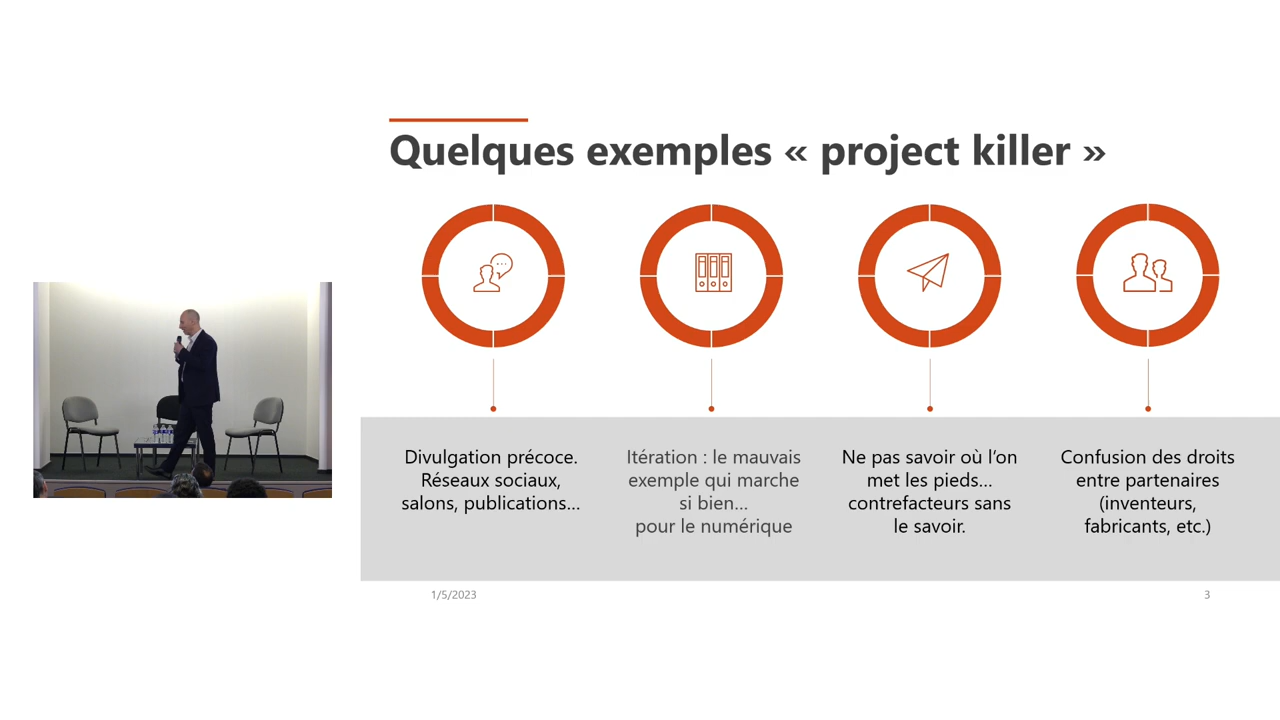 Quelques exemples « project killer »
Divulgation précoce.
Réseaux sociaux,
salons, publications...
Itération : le mauvais
exemple qui marche
si bien...
pour le numérique
Ne pas savoir où l'on
met les pieds...
contrefacteurs sans
le savoir.
Confusion des droits
entre partenaires
(inventeurs,
fabricants, etc.)
1/5/2023
3